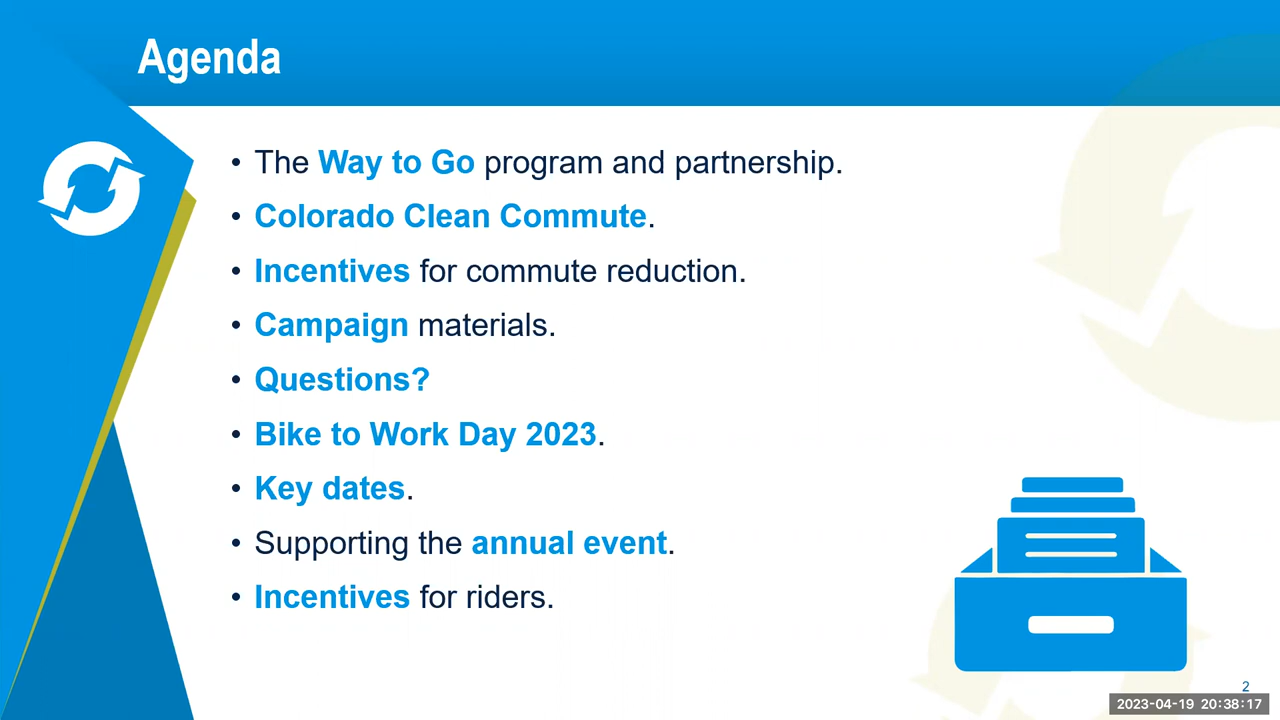 Agenda
• The Way to Go program and partnership.
• Colorado Clean Commute.
• Incentives for commute reduction.
• Campaign materials.
• Questions?
• Bike to Work Day 2023.
• Key dates.
• Supporting the annual event.
• Incentives for riders.
2
2023-04-19 20:38:17